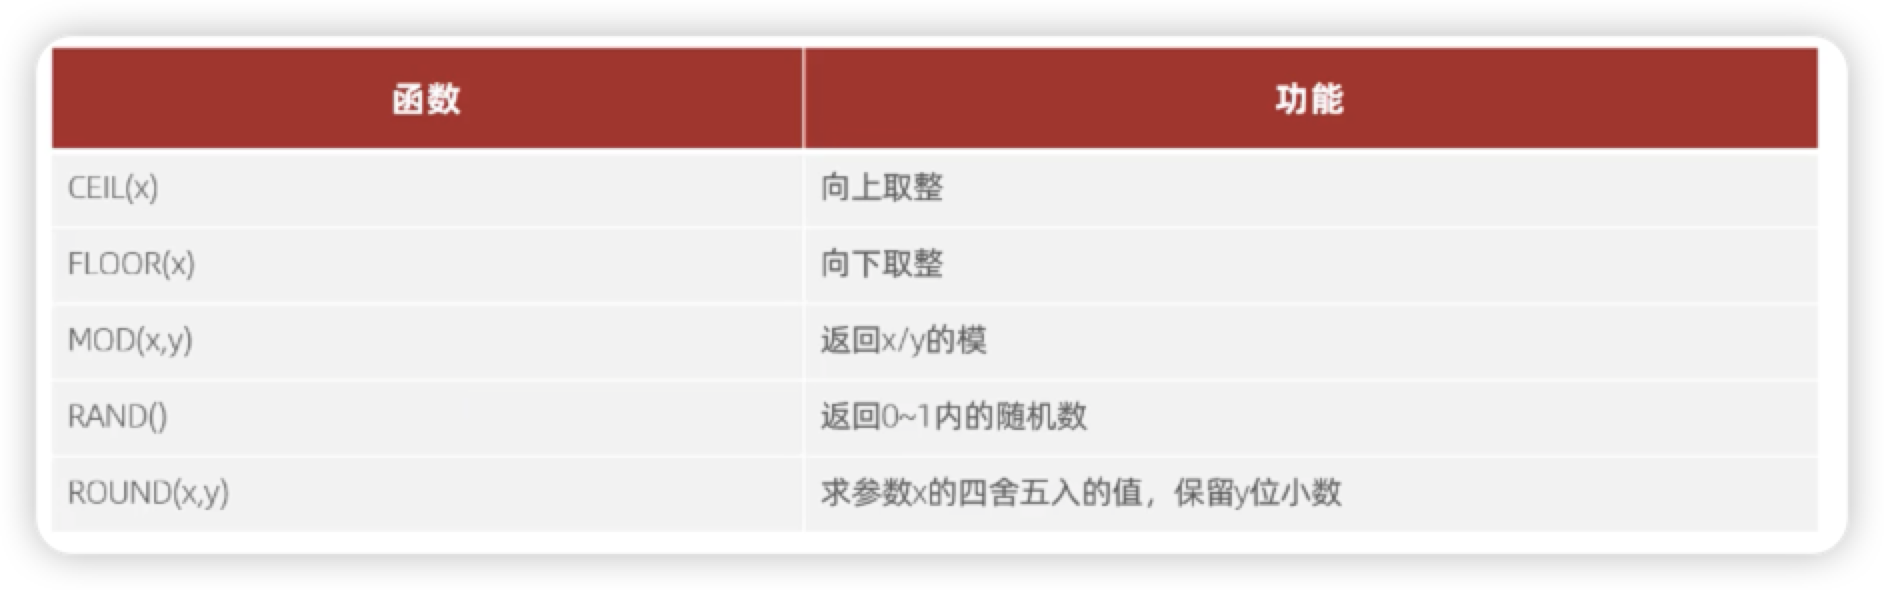 函数 功能
CEIL(x) 向上取整
FLOOR(x) 向下取整
MOD(x,y) 返回x/y的模
RAND() 返回0~1内的随机数
ROUND(x,y) 求参数x的四舍五入的值，保留y位小数